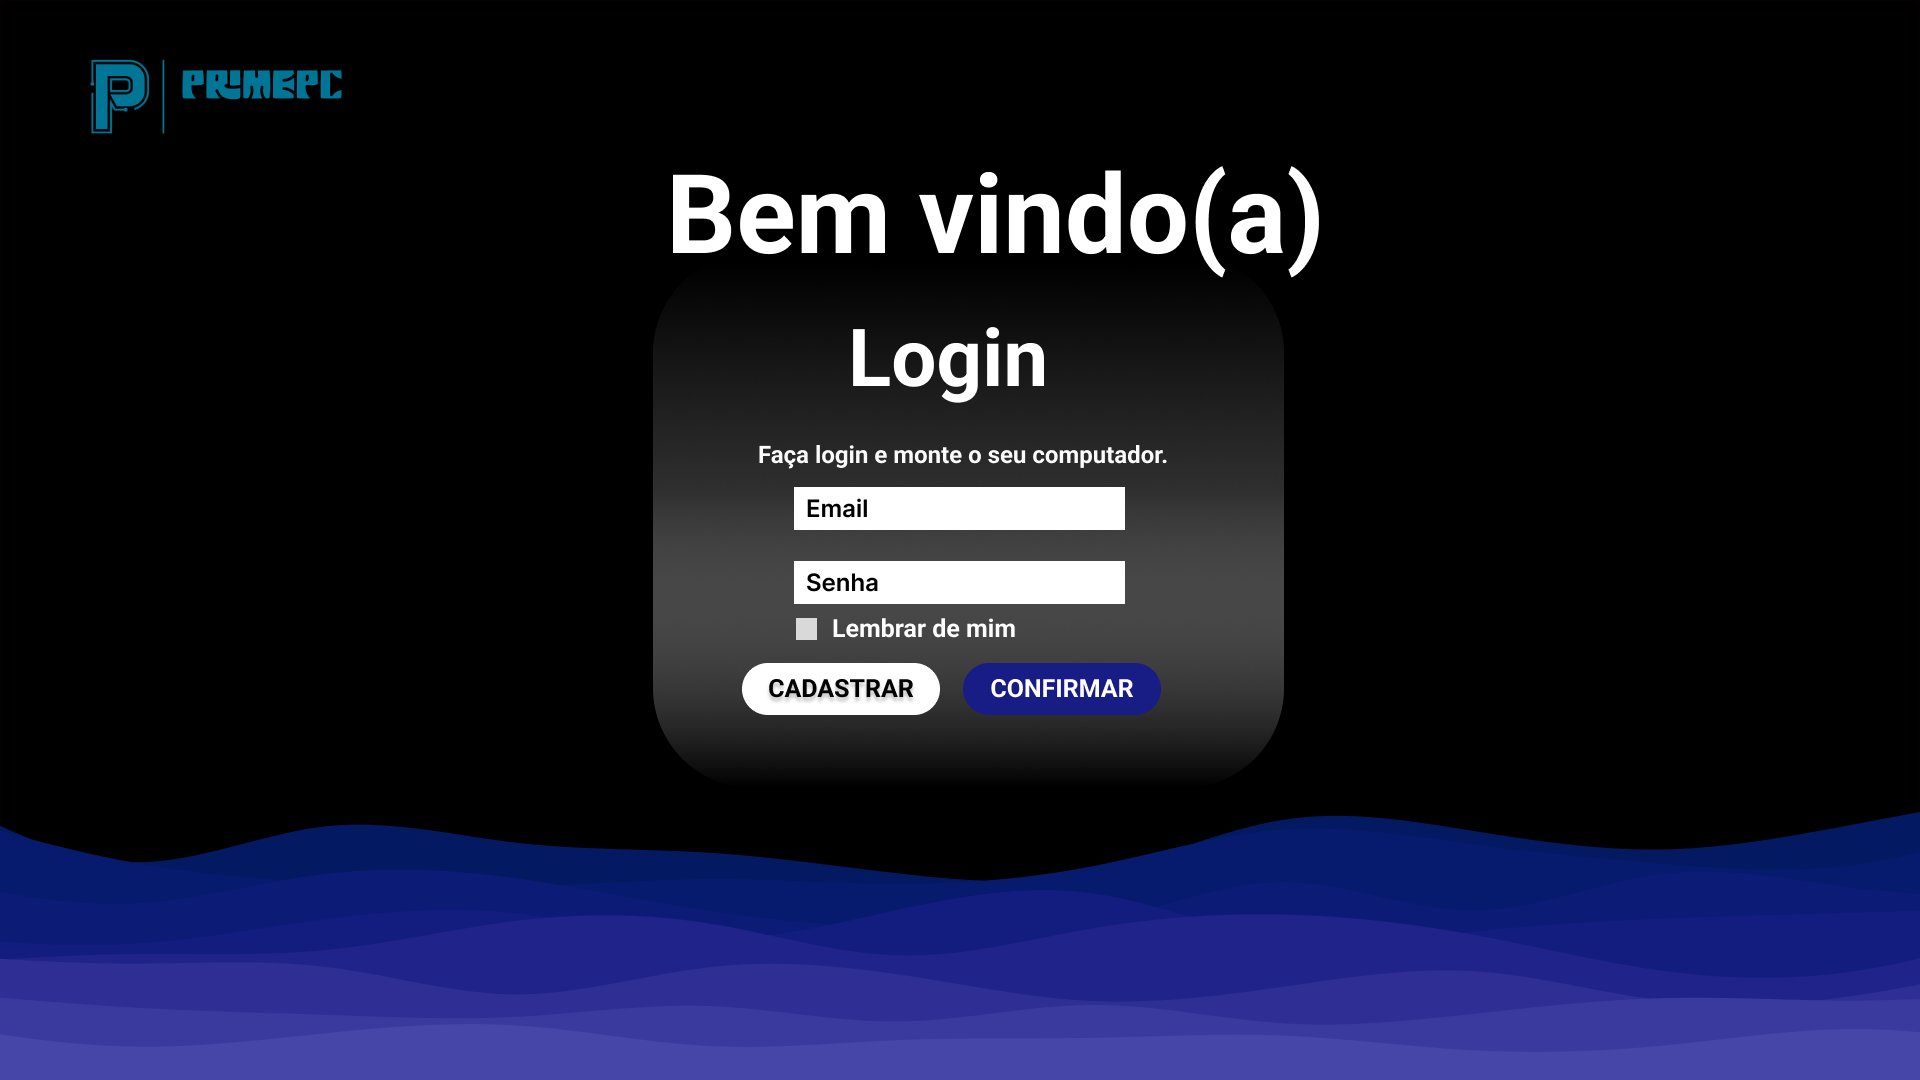 P
PRIMEPC
Bem vindo(a)
Login
Faça login e monte o seu computador.
Email
Senha
Lembrar de mim
CADASTRAR
CONFIRMAR